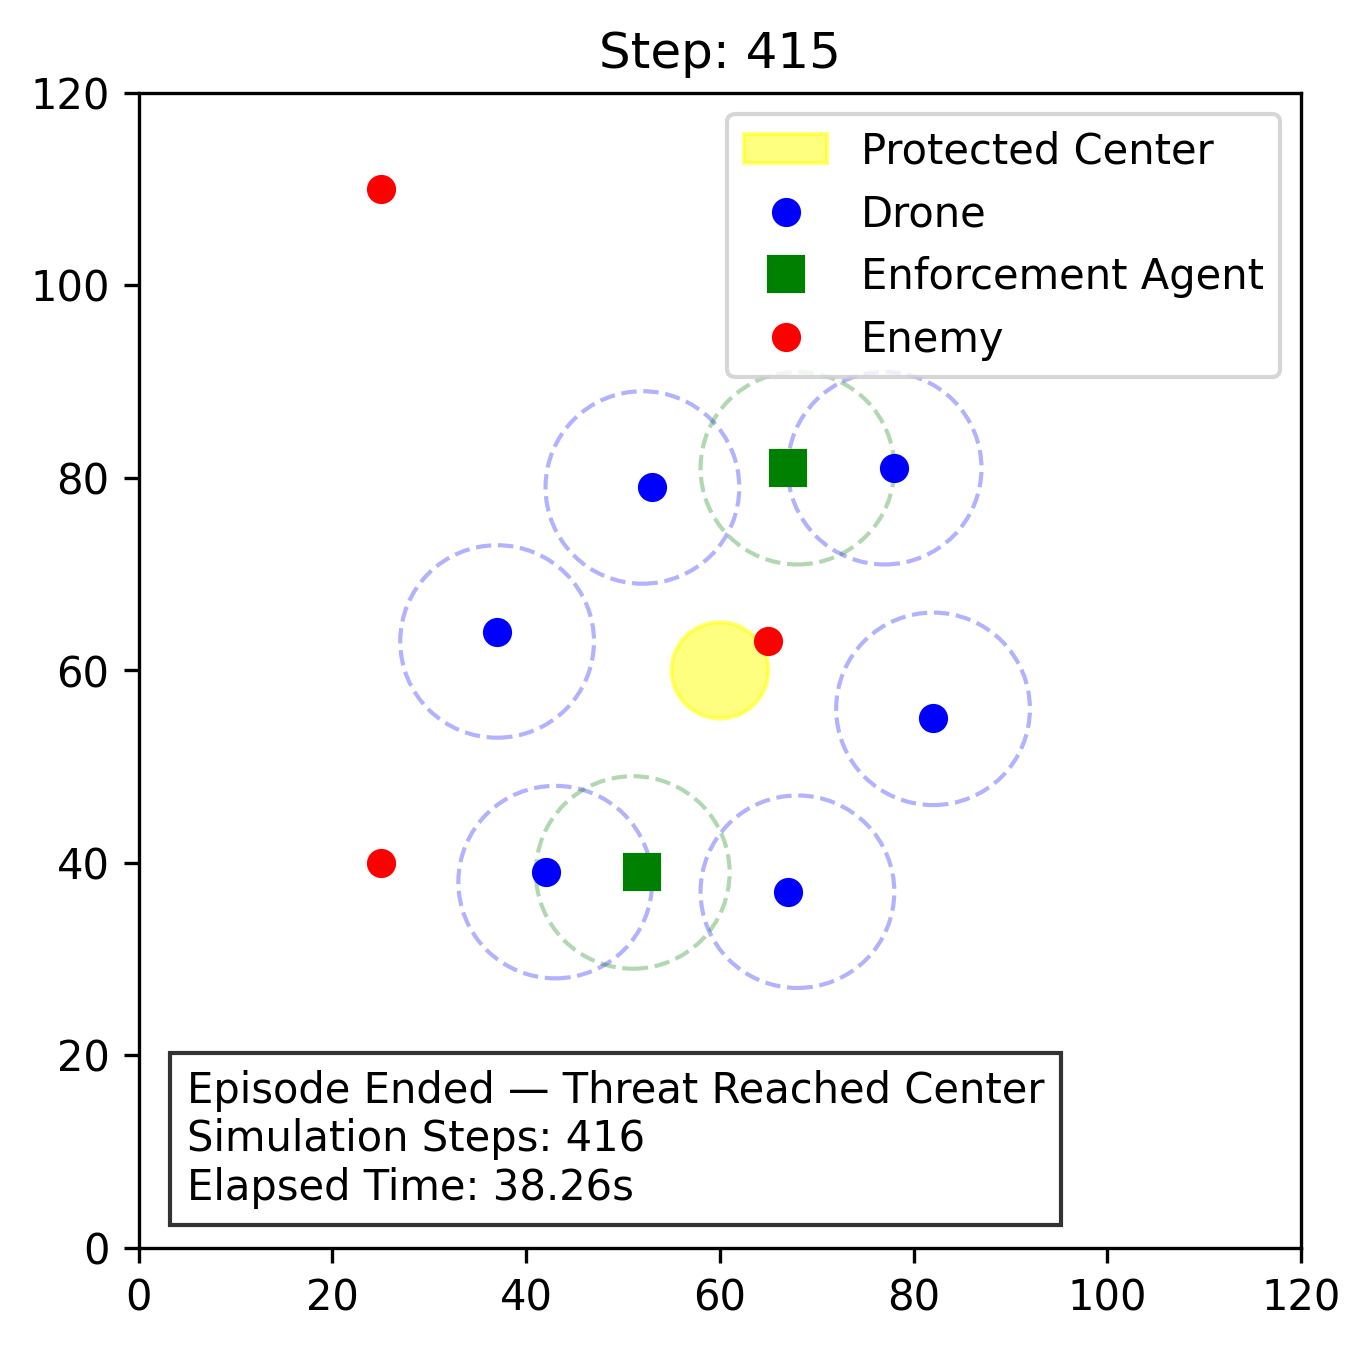 Step: 415
120
100
80
60
40
20
0
0 20 40 60 80 100 120
Protected Center
Drone
Enforcement Agent
Enemy
Episode Ended — Threat Reached Center
Simulation Steps: 416
Elapsed Time: 38.26s